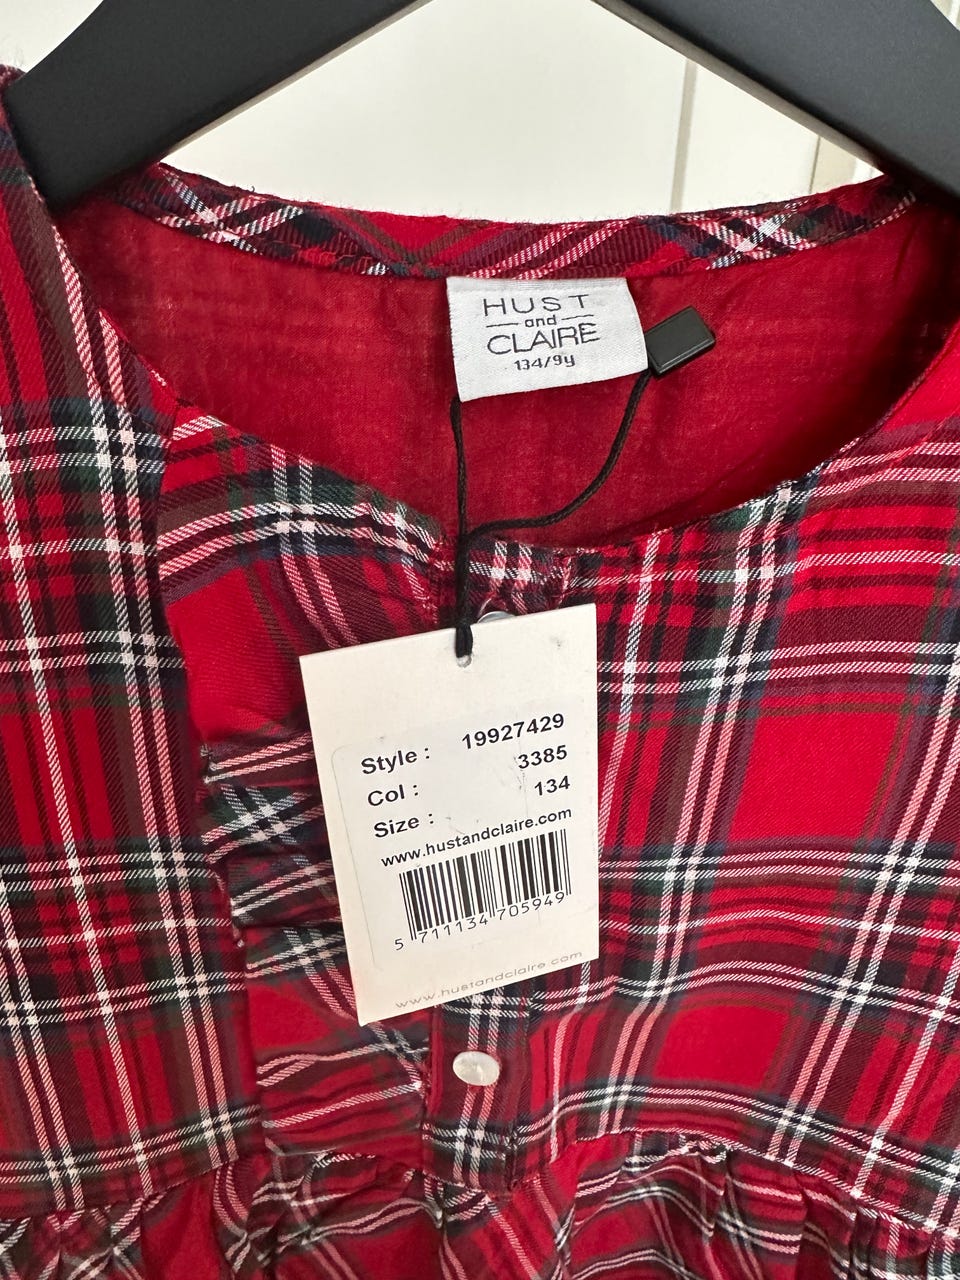 HUST
and
CLAIRE
134/9y
Style : 19927429
Col : 3385
Size : 134
www.hustandclaire.com
5 711134 705949
www.hustandclaire.com